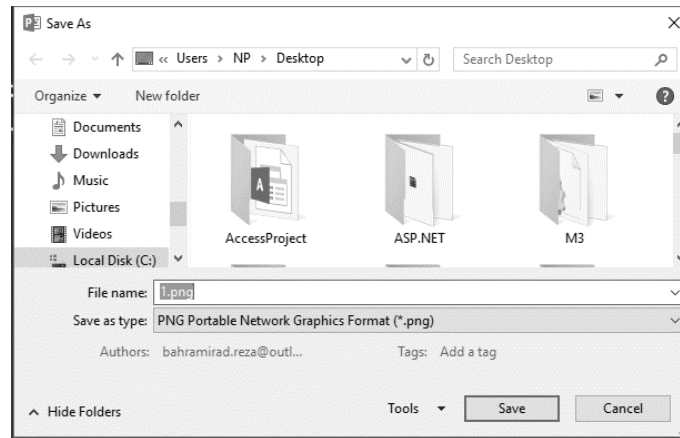 Save As
« Users › NP › Desktop
Search Desktop
Organize
New folder
Documents
Downloads
Music
Pictures
Videos
Local Disk (C:)
AccessProject
ASP.NET
M3
File name: 1.png
Save as type: PNG Portable Network Graphics Format (*.png)
Authors: bahramirad.reza@outl...
Tags: Add a tag
Hide Folders
Tools
Save
Cancel